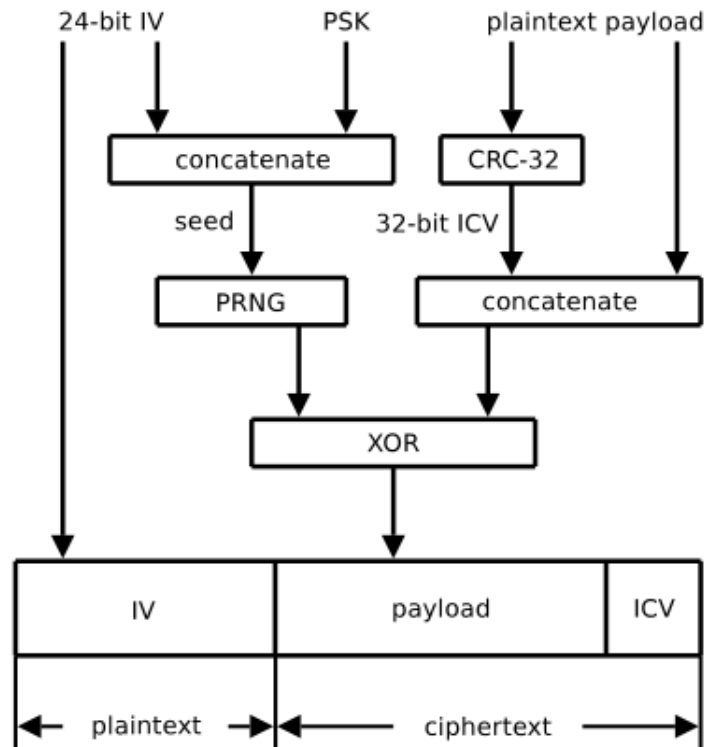 24-bit IV PSK plaintext payload
concatenate CRC-32
seed 32-bit ICV
PRNG concatenate
XOR
IV payload ICV
plaintext ciphertext